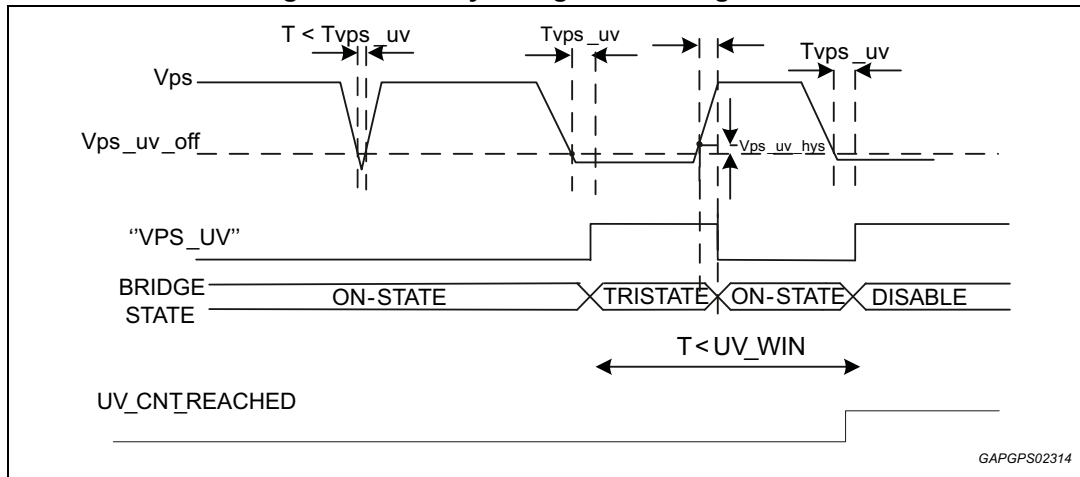 T < Tvps_uv
Tvps_uv
Tvps_uv
Vps
Vps_uv_off
Vps_uv_hys
‘’VPS_UV’’
BRIDGE STATE
ON-STATE
TRISTATE
ON-STATE
DISABLE
T < UV_WIN
UV_CNT_REACHED
GAPGPS02314